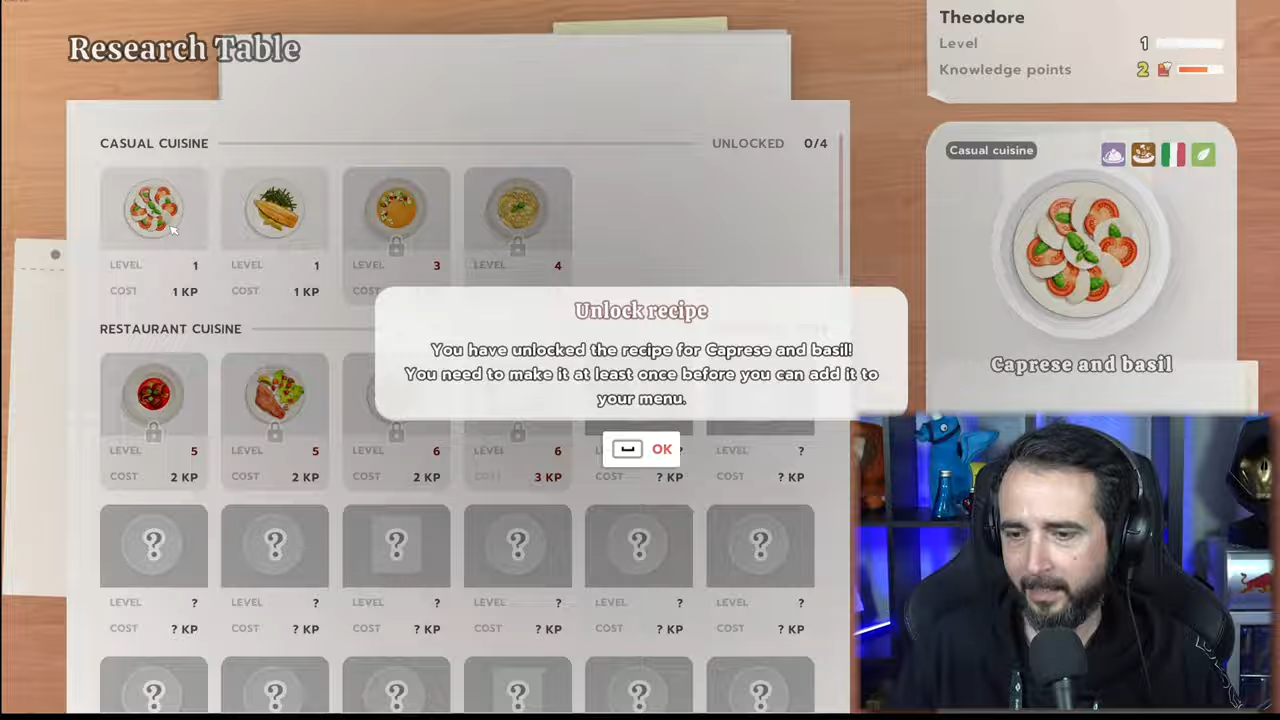 Research Table
Theodore
Level 1
Knowledge points 2
CASUAL CUISINE UNLOCKED 0/4
LEVEL 1 LEVEL 1 LEVEL 3 LEVEL 4
COST 1 KP COST 1 KP COST
RESTAURANT CUISINE
Casual cuisine
Caprese and basil
Unlock recipe
You have unlocked the recipe for Caprese and basil!
You need to make it at least once before you can add it to
your menu.
OK
LEVEL 5 LEVEL 5 LEVEL 6 LEVEL 6 LEVEL ? LEVEL ?
COST 2 KP COST 2 KP COST 2 KP COST 3 KP COST ? KP COST ? KP
? ? ? ? ? ?
LEVEL ? LEVEL ? LEVEL ? LEVEL ? LEVEL ? LEVEL ?
COST ? KP COST ? KP COST ? KP COST ? KP COST ? KP COST ? KP
? ? ? ? ? ?